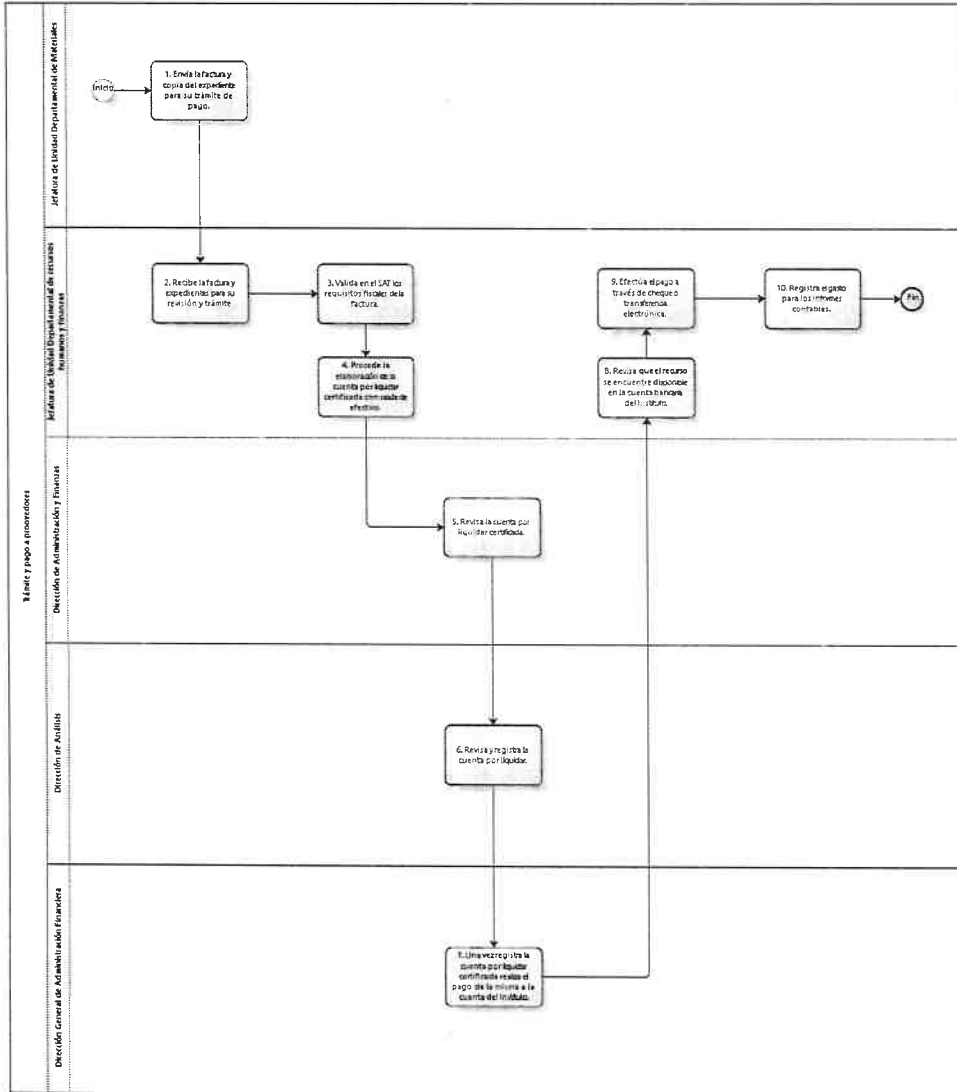 Trámite y pago a proovedores
Jefatura de Unidad Departamental de Materiales
Inicio
1. Envía la factura y
copia del expediente
para su trámite de
pago.
Jefatura de Unidad Departamental de recursos
humanos y finanzas
2. Recibe la factura y
expedientes para su
revisión y trámite
3. Valida en el SAT los
requisitos fiscales de la
factura.
4. Procede la
elaboración de la
cuenta por liquidar
certificada con salida de
efectivo.
9. Efectúa el pago a
través de cheque o
transferencia
electrónica.
10. Registra el gasto
para los informes
contables.
Fin
8. Revisa que el recurso
se encuentre disponible
en la cuenta bancaria
del Instituto.
Dirección de Administración y Finanzas
5. Revisa la cuenta por
liquidar certificada.
Dirección de Análisis
6. Revisa y registra la
cuenta por liquidar.
Dirección General de Administración Financiera
7. Una vez registra la
cuenta por liquidar
certificada realiza el
pago de la misma a la
cuenta del Instituto.